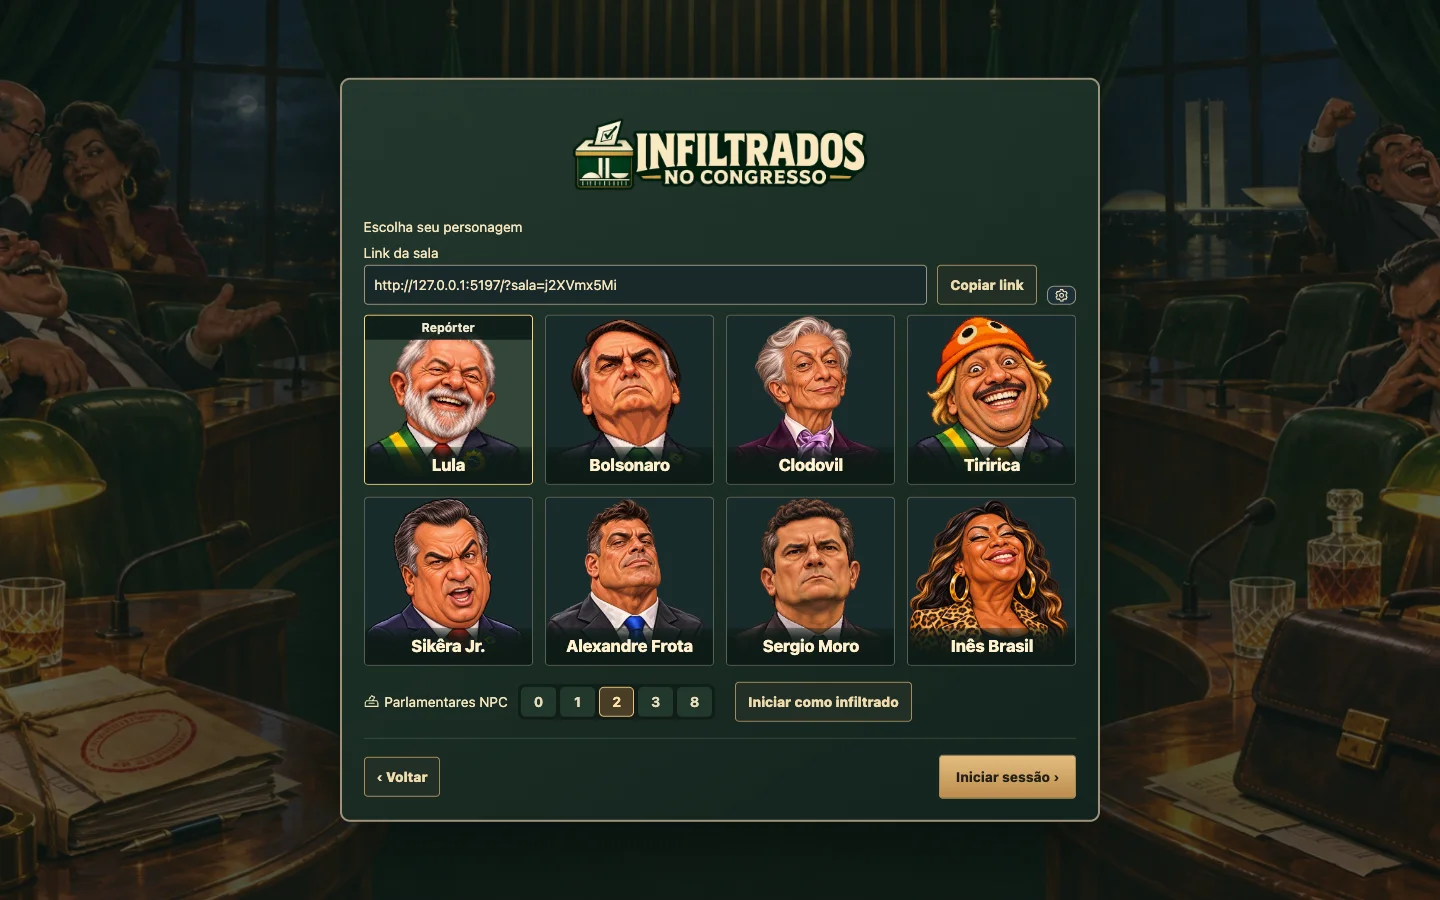 INFILTRADOS
NO CONGRESSO
Escolha seu personagem
Link da sala
http://127.0.0.1:5197/?sala=j2XVmx5Mi
Copiar link
Repórter
Lula
Bolsonaro
Clodovil
Tiririca
Sikêra Jr.
Alexandre Frota
Sergio Moro
Inês Brasil
Parlamentares NPC
0
1
2
3
8
Iniciar como infiltrado
‹ Voltar
Iniciar sessão ›